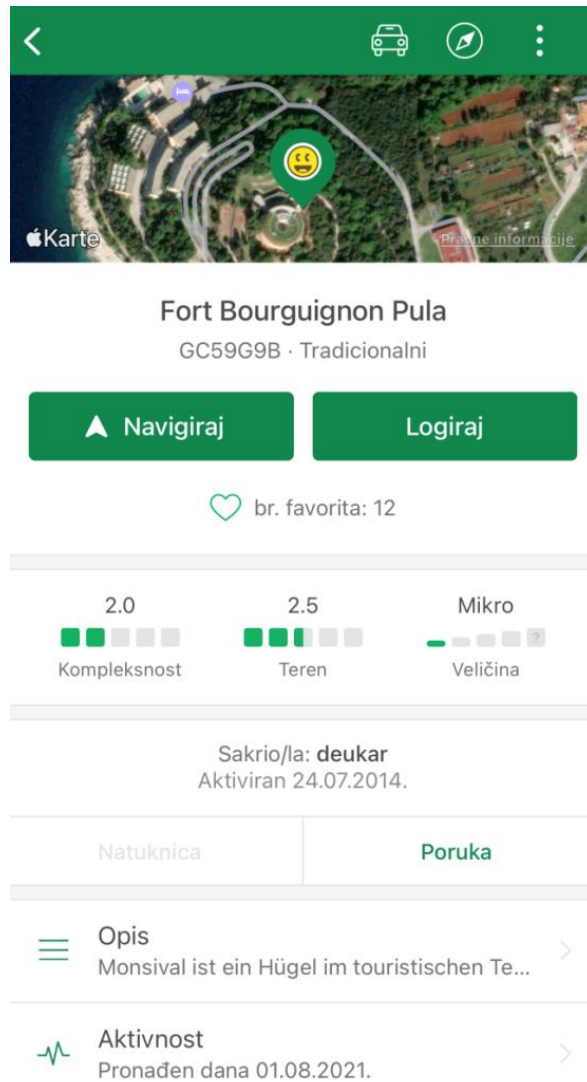 Karte
Pravne informacije
Fort Bourguignon Pula
GC59G9B · Tradicionalni
Navigiraj
Logiraj
br. favorita: 12
2.0
2.5
Mikro
?
Kompleksnost
Teren
Veličina
Sakrio/la: deukar
Aktiviran 24.07.2014.
Natuknica
Poruka
Opis
Monsival ist ein Hügel im touristischen Te...
Aktivnost
Pronađen dana 01.08.2021.